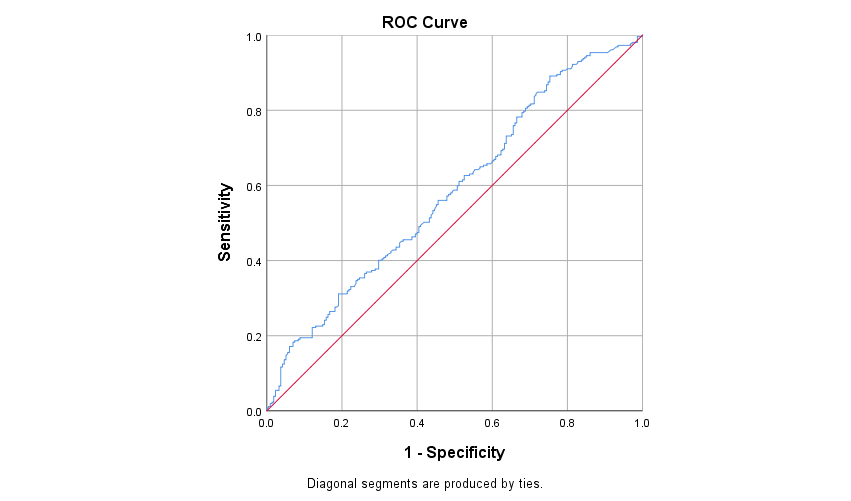 ROC Curve
1.0
0.8
0.6
0.4
0.2
0.0
Sensitivity
0.0 0.2 0.4 0.6 0.8 1.0
1 - Specificity
Diagonal segments are produced by ties.